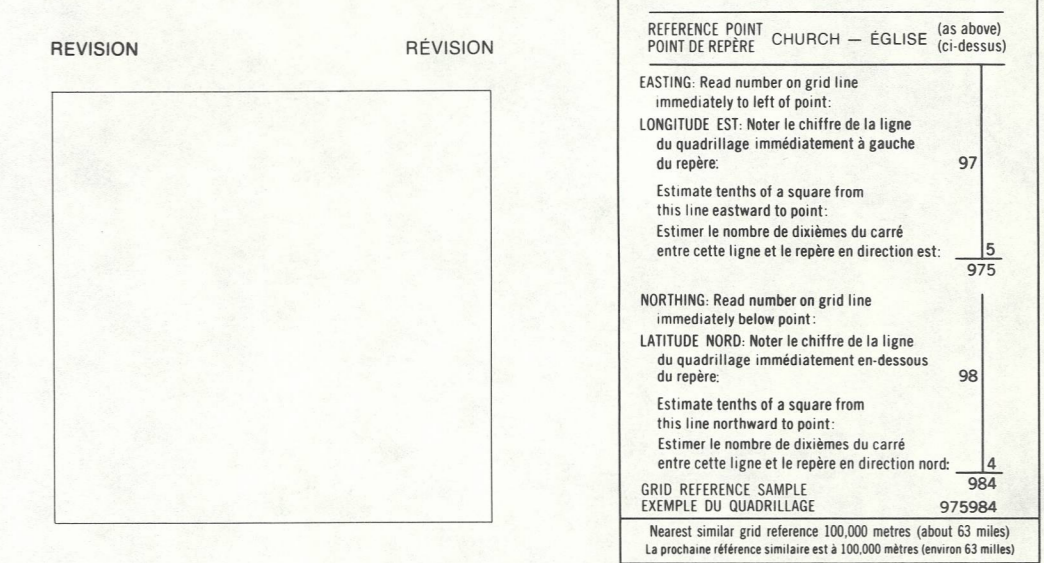 REVISION RÉVISION
REFERENCE POINT CHURCH — ÉGLISE (as above)
POINT DE REPÈRE (ci-dessus)
EASTING: Read number on grid line
immediately to left of point:
LONGITUDE EST: Noter le chiffre de la ligne
du quadrillage immédiatement à gauche
du repère: 97
Estimate tenths of a square from
this line eastward to point:
Estimer le nombre de dixièmes du carré
entre cette ligne et le repère en direction est: 5
975
NORTHING: Read number on grid line
immediately below point:
LATITUDE NORD: Noter le chiffre de la ligne
du quadrillage immédiatement en-dessous
du repère: 98
Estimate tenths of a square from
this line northward to point:
Estimer le nombre de dixièmes du carré
entre cette ligne et le repère en direction nord: 4
984
GRID REFERENCE SAMPLE
EXEMPLE DU QUADRILLAGE 975984
Nearest similar grid reference 100,000 metres (about 63 miles)
La prochaine référence similaire est à 100,000 mètres (environ 63 milles)